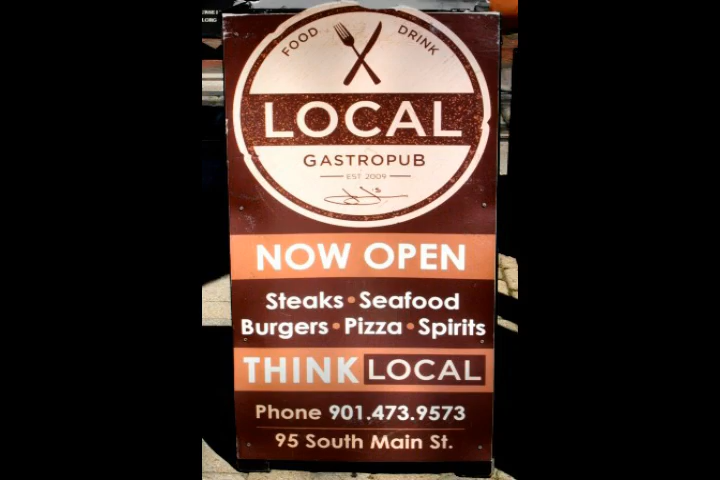 FOOD DRINK
LOCAL
GASTROPUB
EST 2009
NOW OPEN
Steaks • Seafood
Burgers • Pizza • Spirits
THINK LOCAL
Phone 901.473.9573
95 South Main St.